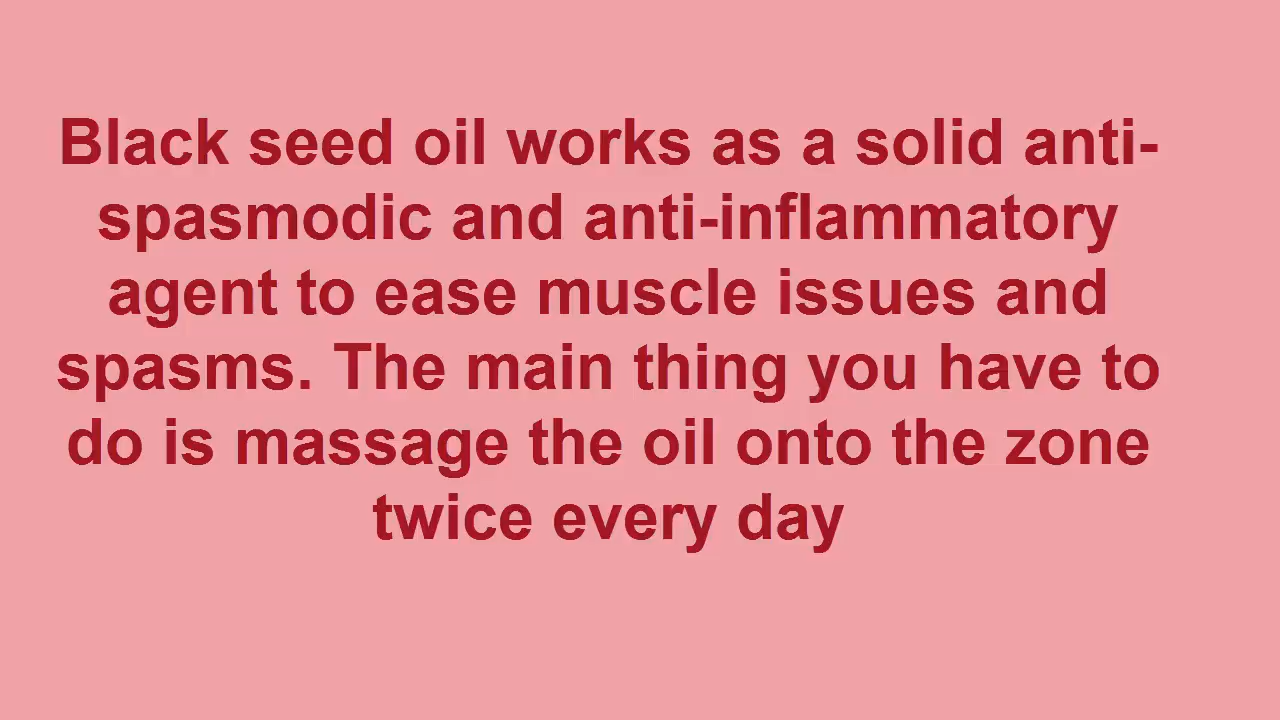 Black seed oil works as a solid anti-
spasmodic and anti-inflammatory
agent to ease muscle issues and
spasms. The main thing you have to
do is massage the oil onto the zone
twice every day